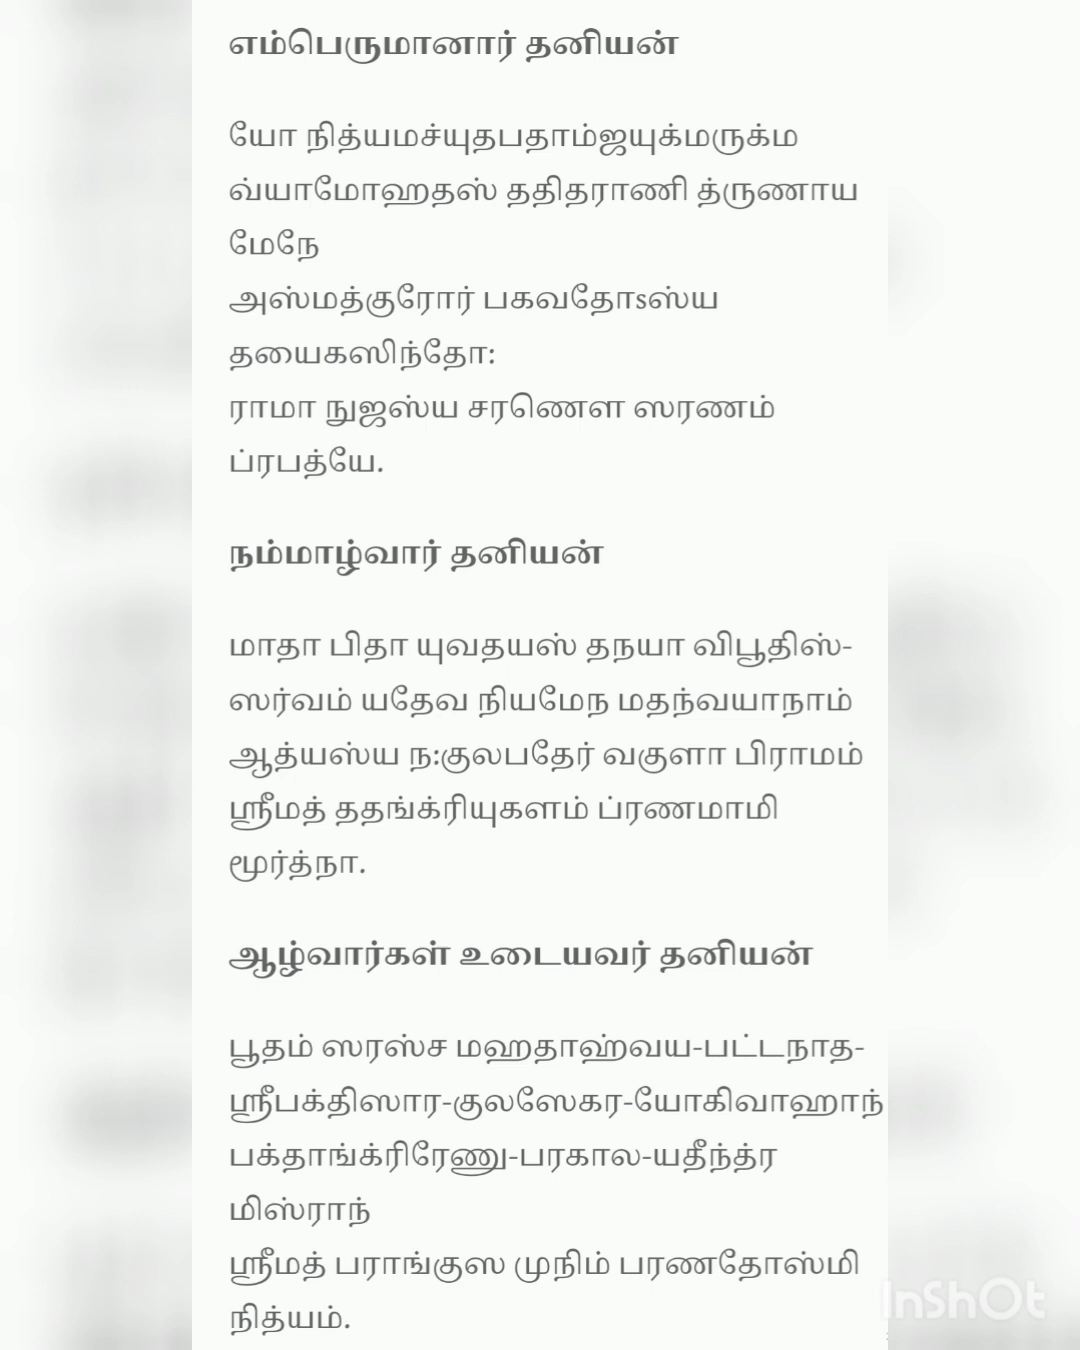 எம்பெருமானார் தனியன்
யோ நித்யமச்யுதபதாம்ஜயுக்மருக்ம
வ்யாமோஹதஸ் ததிதராணி த்ருணாய
மேநே
அஸ்மத்குரோர் பகவதோsஸ்ய
தயைகஸிந்தோ:
ராமா நுஜஸ்ய சரணெள ஸரணம்
ப்ரபத்யே.
நம்மாழ்வார் தனியன்
மாதா பிதா யுவதயஸ் தநயா விபூதிஸ்-
ஸர்வம் யதேவ நியமேந மதந்வயாநாம்
ஆத்யஸ்ய ந:குலபதேர் வகுளா பிராமம்
ஸ்ரீமத் ததங்க்ரியுகளம் ப்ரணமாமி
மூர்த்நா.
ஆழ்வார்கள் உடையவர் தனியன்
பூதம் ஸரஸ்ச மஹதாஹ்வய-பட்டநாத-
ஸ்ரீபக்திஸார-குலஸேகர-யோகிவாஹாந்
பக்தாங்க்ரிரேணு-பரகால-யதீந்த்ர
மிஸ்ராந்
ஸ்ரீமத் பராங்குஸ முநிம் பரணதோஸ்மி
நித்யம்.
InShOt